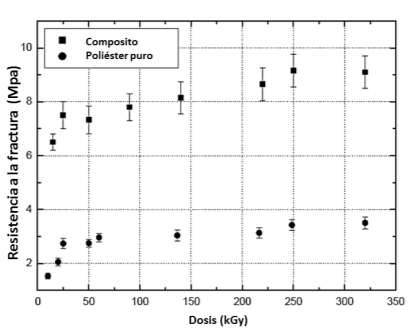 Composito
Poliéster puro
Resistencia a la fractura (Mpa)
10
8
6
4
2
0 50 100 150 200 250 300 350
Dosis (kGy)